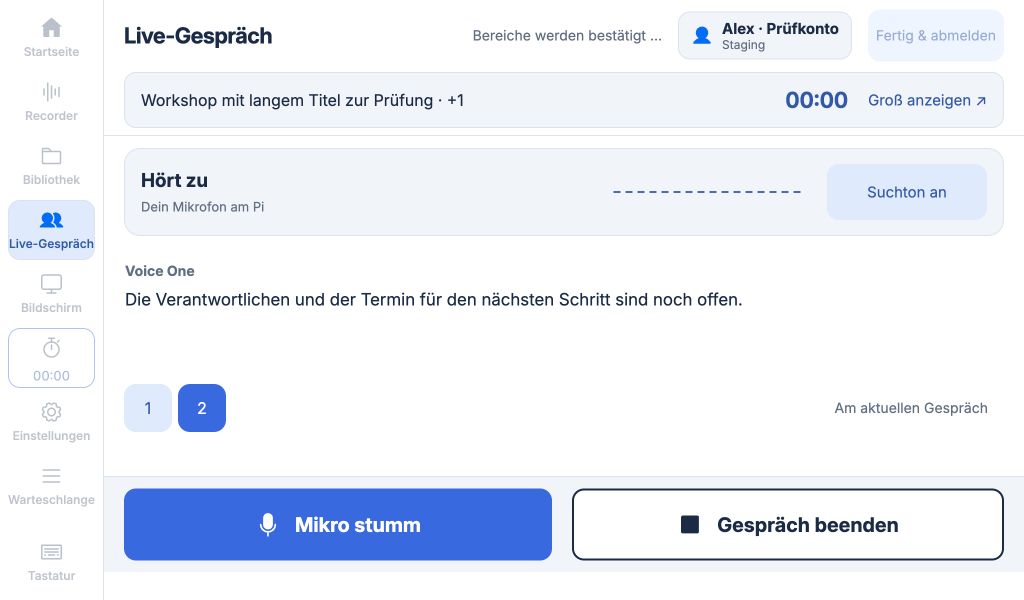 Startseite
Recorder
Bibliothek
Live-Gespräch
Bildschirm
00:00
Einstellungen
Warteschlange
Tastatur
Live-Gespräch
Bereiche werden bestätigt ...
Alex · Prüfkonto
Staging
Fertig & abmelden
Workshop mit langem Titel zur Prüfung · +1
00:00
Groß anzeigen ↗
Hört zu
Dein Mikrofon am Pi
Suchton an
Voice One
Die Verantwortlichen und der Termin für den nächsten Schritt sind noch offen.
1
2
Am aktuellen Gespräch
Mikro stumm
Gespräch beenden